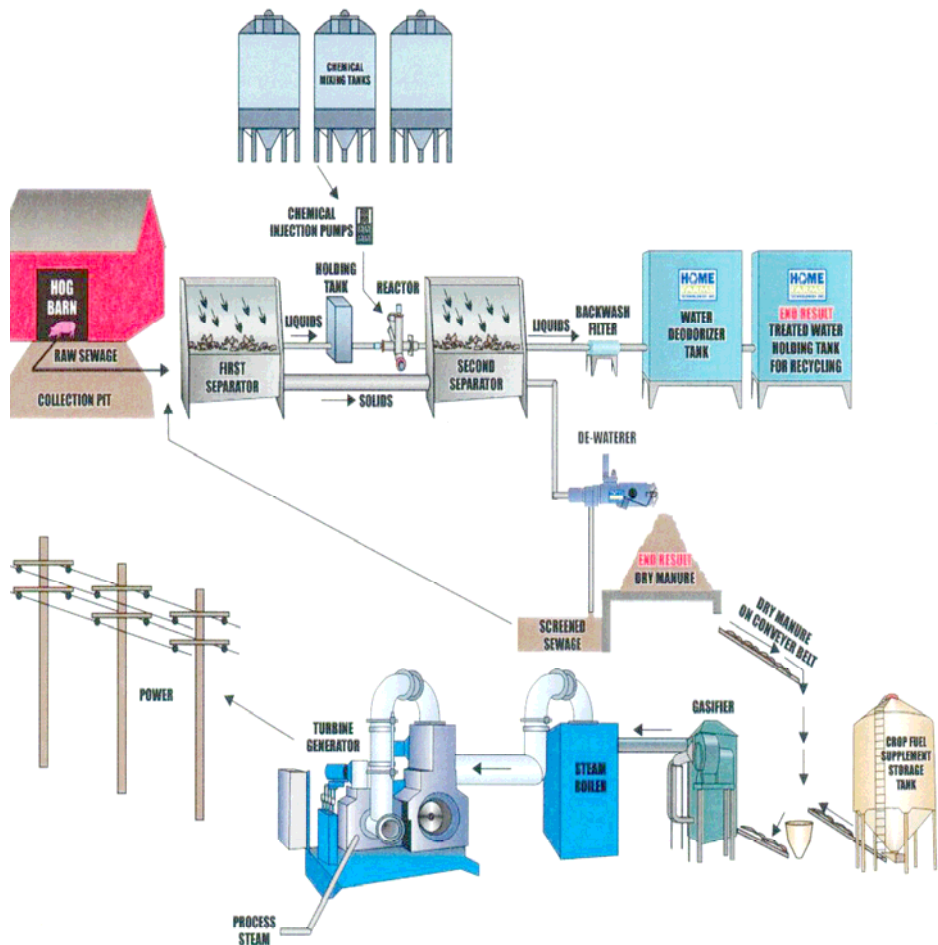 CHEMICAL
MIXING TANKS
CHEMICAL
INJECTION PUMPS
HOG
BARN
RAW SEWAGE
COLLECTION PIT
FIRST
SEPARATOR
LIQUIDS
HOLDING
TANK
REACTOR
SOLIDS
SECOND
SEPARATOR
LIQUIDS
BACKWASH
FILTER
HOME
FARMS
WATER
DEODORIZER
TANK
HOME
FARMS
END RESULT
TREATED WATER
HOLDING TANK
FOR RECYCLING
DE-WATERER
END RESULT
DRY MANURE
SCREENED
SEWAGE
DRY MANURE
ON CONVEYER BELT
POWER
TURBINE
GENERATOR
STEAM
BOILER
GASIFIER
CROP FUEL
SUPPLEMENT
STORAGE
TANK
PROCESS
STEAM